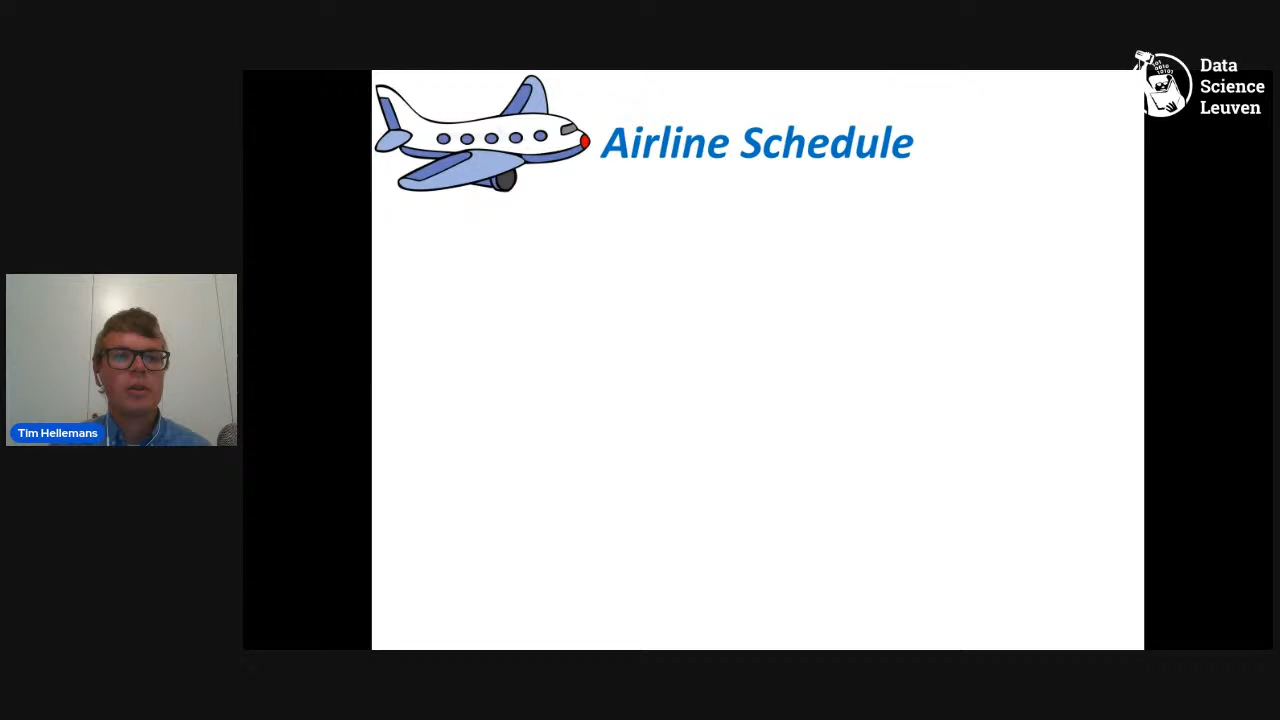 Data
Science
Leuven
Airline Schedule
Tim Hellemans